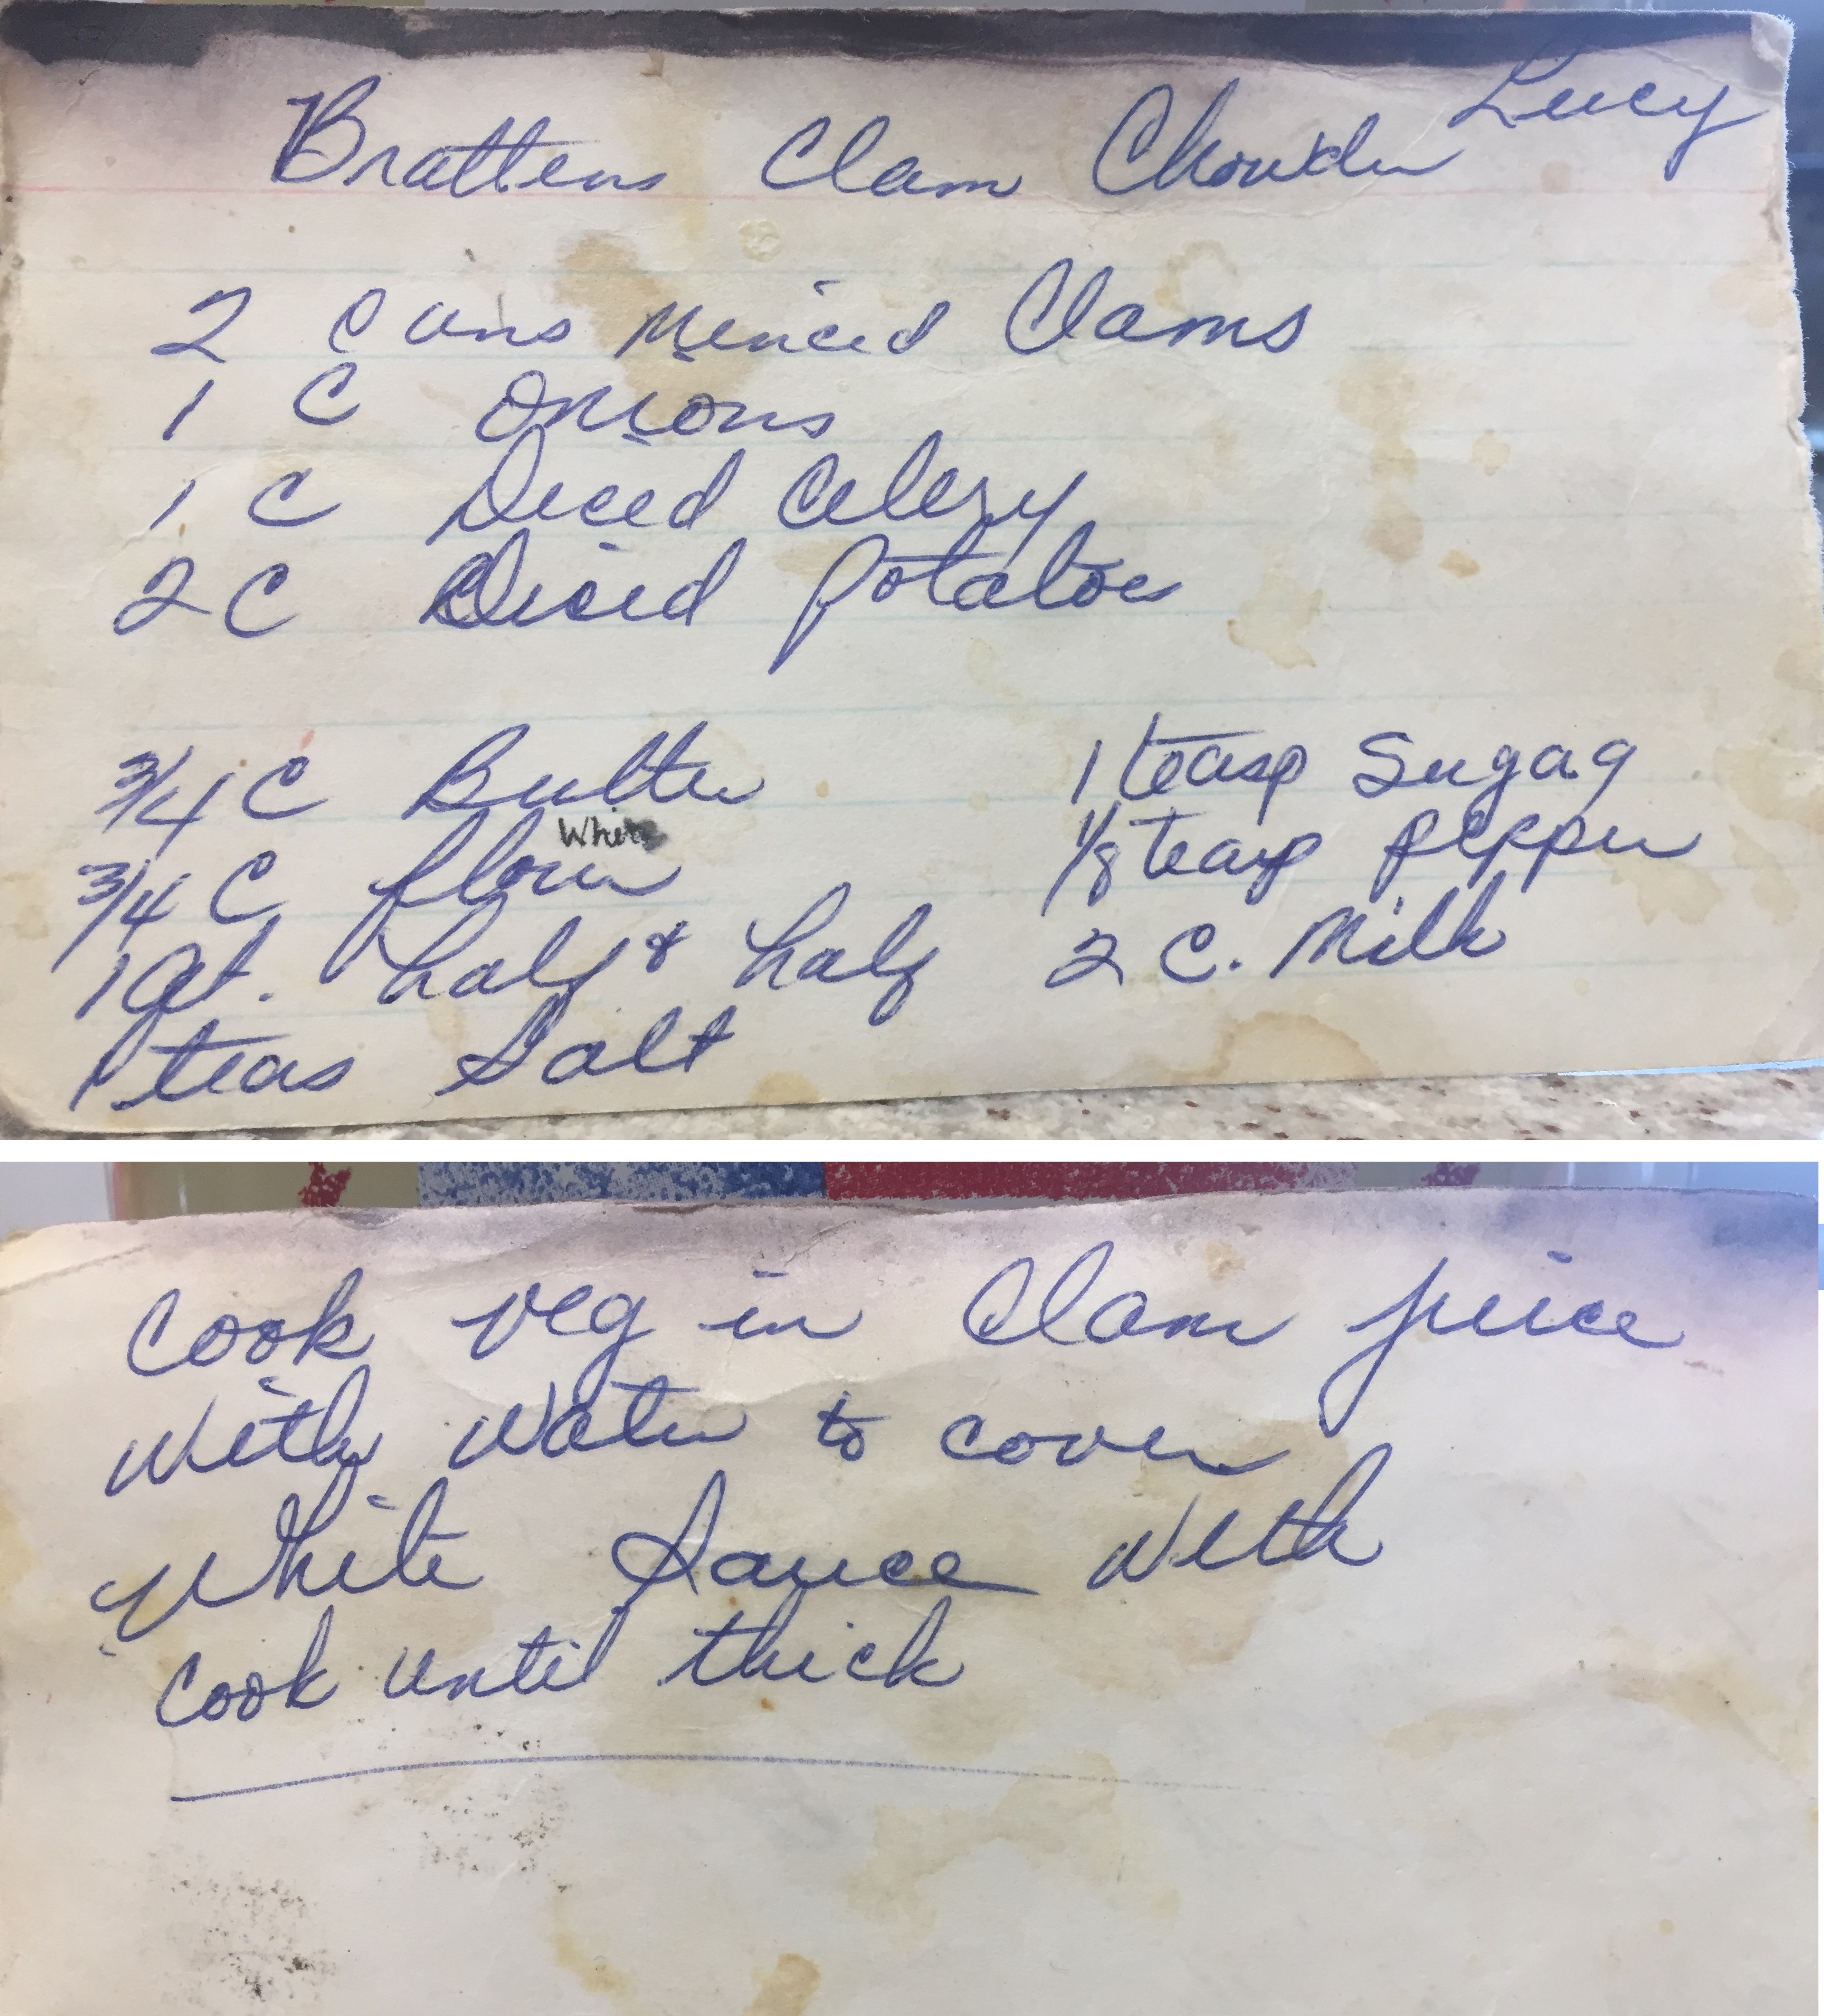 Lucy
Brattens Clam Chowder
2 Cans Minced Clams
1 C Onions
1 C Diced Celery
2 C Diced Potatoes
3/4 C Butter
White
3/4 C flour
1 Qt. half & half
1 teas Salt
1 teasp Sugar
1/8 teasp pepper
2 C. Milk
Cook veg in Clam juice
with water to cover
White Sauce with
Cook until thick